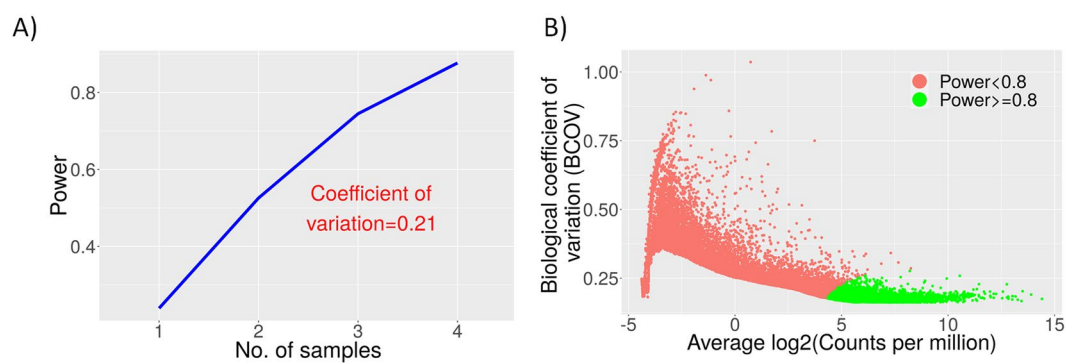 A)
Power
0.8
0.6
0.4
Coefficient of
variation=0.21
1 2 3 4
No. of samples
B)
Biological coefficient of
variation (BCOV)
1.00
0.75
0.50
0.25
Power<0.8
Power>=0.8
-5 0 5 10 15
Average log2(Counts per million)